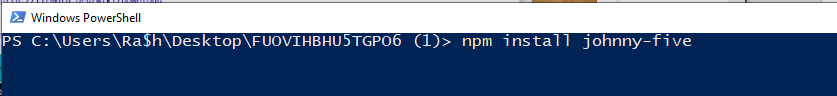 Windows PowerShell
PS C:\Users\Ra$h\Desktop\FUOVIHBHU5TGPO6 (1)> npm install johnny-five